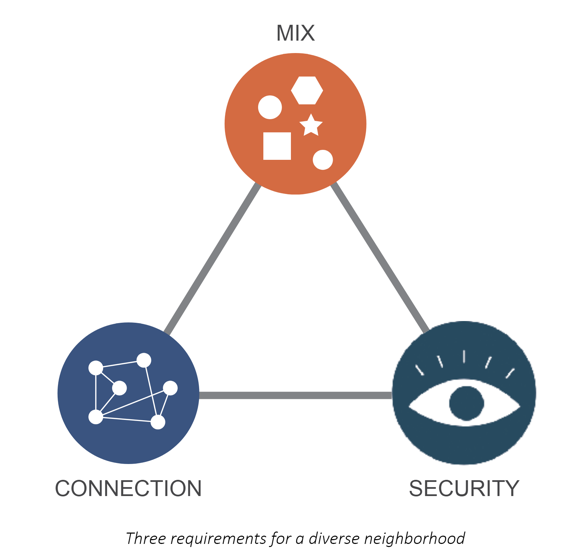 MIX
CONNECTION
SECURITY
Three requirements for a diverse neighborhood